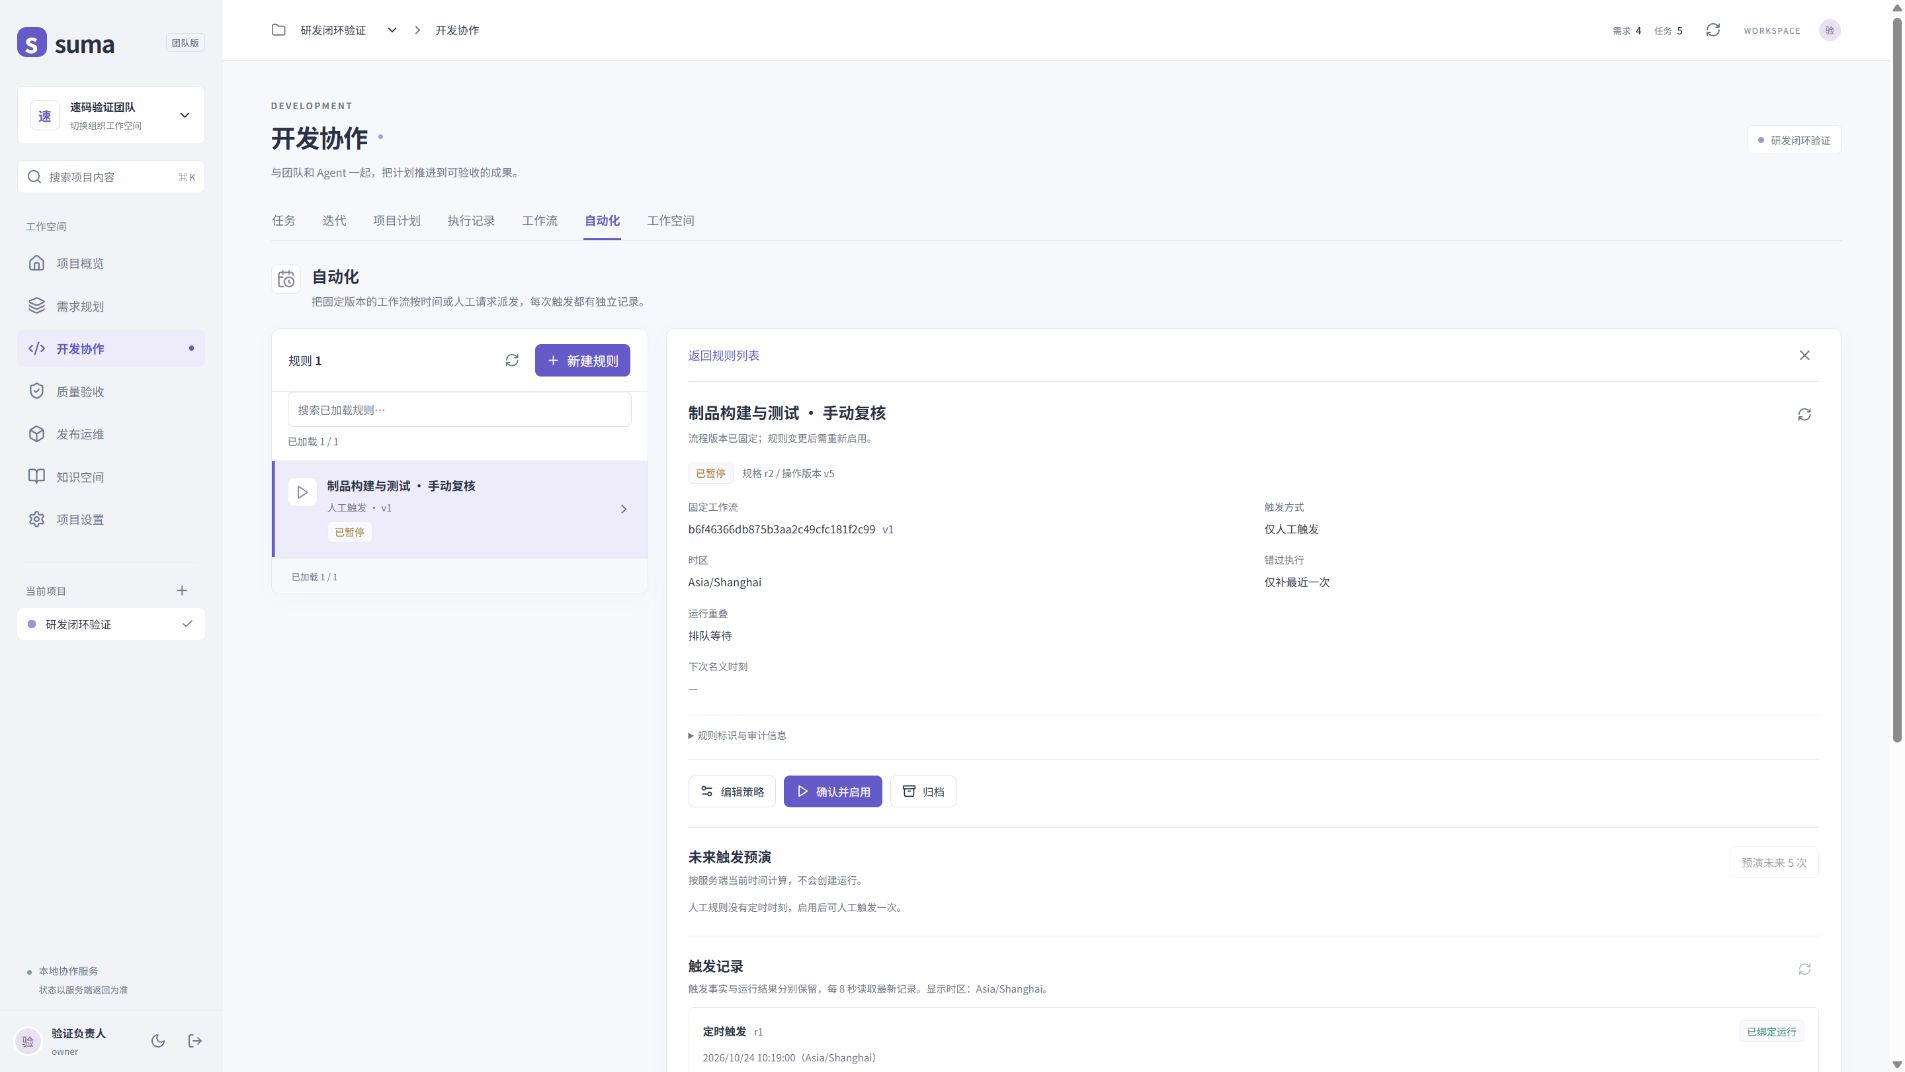 suma
团队版
速
速码验证团队
切换组织工作空间
搜索项目内容
⌘K
工作空间
项目概览
需求规划
开发协作
质量验收
发布运维
知识空间
项目设置
当前项目
研发闭环验证
本地协作服务
状态以服务端返回为准
验
验证负责人
owner
研发闭环验证
开发协作
需求 4
任务 5
WORKSPACE
验
DEVELOPMENT
开发协作
与团队和 Agent 一起，把计划推进到可验收的成果。
研发闭环验证
任务
迭代
项目计划
执行记录
工作流
自动化
工作空间
自动化
把固定版本的工作流按时间或人工请求派发，每次触发都有独立记录。
规则 1
新建规则
搜索已加载规则…
已加载 1 / 1
制品构建与测试 · 手动复核
人工触发 · v1
已暂停
已加载 1 / 1
返回规则列表
制品构建与测试 · 手动复核
流程版本已固定；规则变更后需重新启用。
已暂停
规格 r2 / 操作版本 v5
固定工作流
b6f46366db875b3aa2c49cfc181f2c99 v1
触发方式
仅人工触发
时区
Asia/Shanghai
错过执行
仅补最近一次
运行重叠
排队等待
下次名义时刻
—
规则标识与审计信息
编辑策略
确认并启用
归档
未来触发预演
按服务端当前时间计算，不会创建运行。
预演未来 5 次
人工规则没有定时时刻，启用后可人工触发一次。
触发记录
触发事实与运行结果分别保留，每 8 秒读取最新记录。显示时区：Asia/Shanghai。
定时触发 r1
已绑定运行
2026/10/24 10:19:00（Asia/Shanghai）